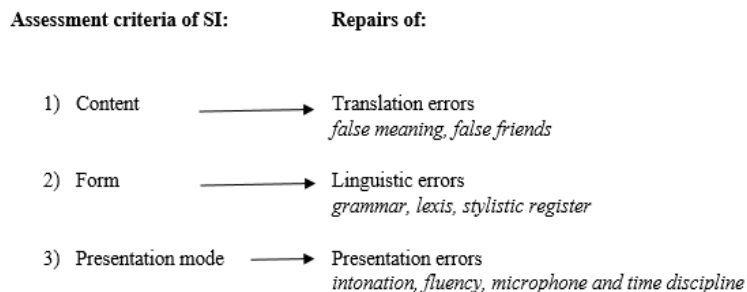 Assessment criteria of SI: Repairs of:
1) Content Translation errors
false meaning, false friends
2) Form Linguistic errors
grammar, lexis, stylistic register
3) Presentation mode Presentation errors
intonation, fluency, microphone and time discipline